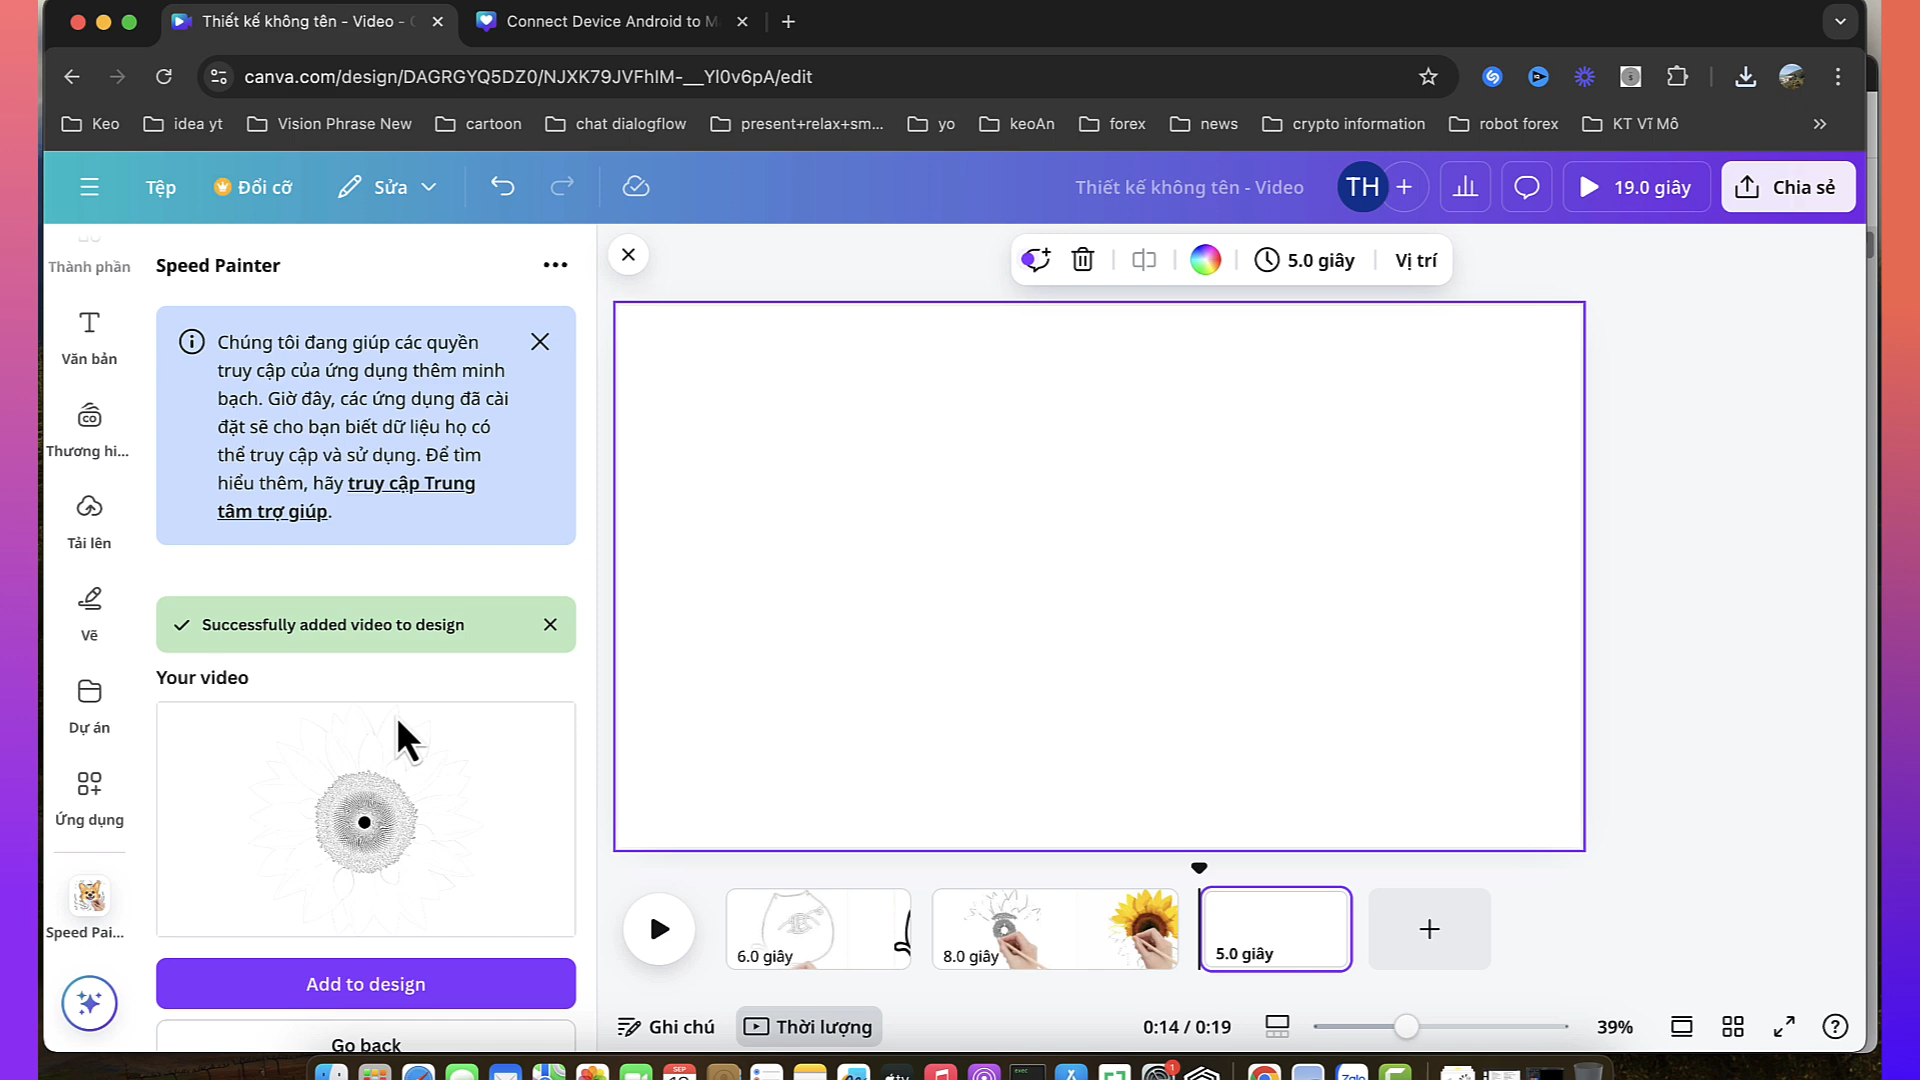 Thiết kế không tên - Video -
Connect Device Android to M
canva.com/design/DAGRGYQ5DZ0/NJXK79JVFhIM-__Yl0v6pA/edit
Keo
idea yt
Vision Phrase New
cartoon
chat dialogflow
present+relax+sm...
yo
keoAn
forex
news
crypto information
robot forex
KT Vĩ Mô
Tệp
Đổi cỡ
Sửa
Thiết kế không tên - Video
TH
19.0 giây
Chia sẻ
Thành phần
Văn bản
Thương hi...
Tải lên
Vẽ
Dự án
Ứng dụng
Speed Pai...
Speed Painter
Chúng tôi đang giúp các quyền
truy cập của ứng dụng thêm minh
bạch. Giờ đây, các ứng dụng đã cài
đặt sẽ cho bạn biết dữ liệu họ có
thể truy cập và sử dụng. Để tìm
hiểu thêm, hãy truy cập Trung
tâm trợ giúp.
Successfully added video to design
Your video
Add to design
Go back
5.0 giây
Vị trí
6.0 giây
8.0 giây
5.0 giây
Ghi chú
Thời lượng
0:14 / 0:19
39%
SEP
exec
tv
1
Zalo